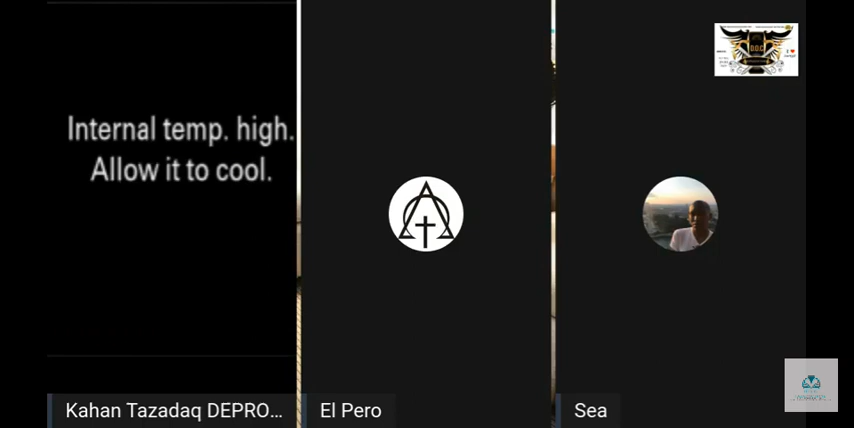 Internal temp. high.
Allow it to cool.
D.D.C
Kahan Tazadaq DEPRO...
El Pero
Sea